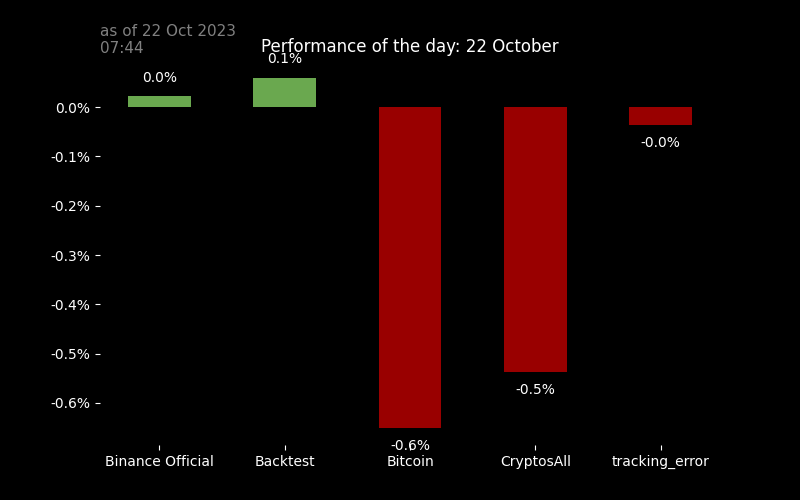 as of 22 Oct 2023
07:44
Performance of the day: 22 October
0.0%
0.1%
0.0%
-0.1%
-0.2%
-0.3%
-0.4%
-0.5%
-0.6%
-0.0%
-0.5%
-0.6%
Binance Official
Backtest
Bitcoin
CryptosAll
tracking_error